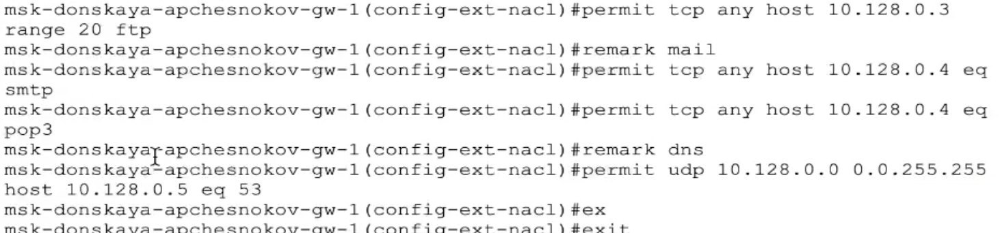 msk-donskaya-apchesnokov-gw-1(config-ext-nacl)#permit tcp any host 10.128.0.3
range 20 ftp
msk-donskaya-apchesnokov-gw-1(config-ext-nacl)#remark mail
msk-donskaya-apchesnokov-gw-1(config-ext-nacl)#permit tcp any host 10.128.0.4 eq
smtp
msk-donskaya-apchesnokov-gw-1(config-ext-nacl)#permit tcp any host 10.128.0.4 eq
pop3
msk-donskaya-apchesnokov-gw-1(config-ext-nacl)#remark dns
msk-donskaya-apchesnokov-gw-1(config-ext-nacl)#permit udp 10.128.0.0 0.0.255.255
host 10.128.0.5 eq 53
msk-donskaya-apchesnokov-gw-1(config-ext-nacl)#ex
msk-donskaya-apchesnokov-gw-1(config-ext-nacl)#exit